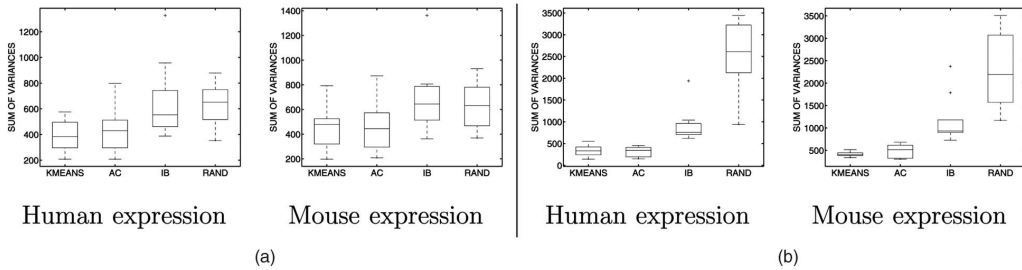 SUM OF VARIANCES
1200
1000
800
600
400
200
KMEANS AC IB RAND
Human expression
SUM OF VARIANCES
1400
1200
1000
800
600
400
200
KMEANS AC IB RAND
Mouse expression
(a)
SUM OF VARIANCES
3500
3000
2500
2000
1500
1000
500
0
KMEANS AC IB RAND
Human expression
SUM OF VARIANCES
3500
3000
2500
2000
1500
1000
500
KMEANS AC IB RAND
Mouse expression
(b)